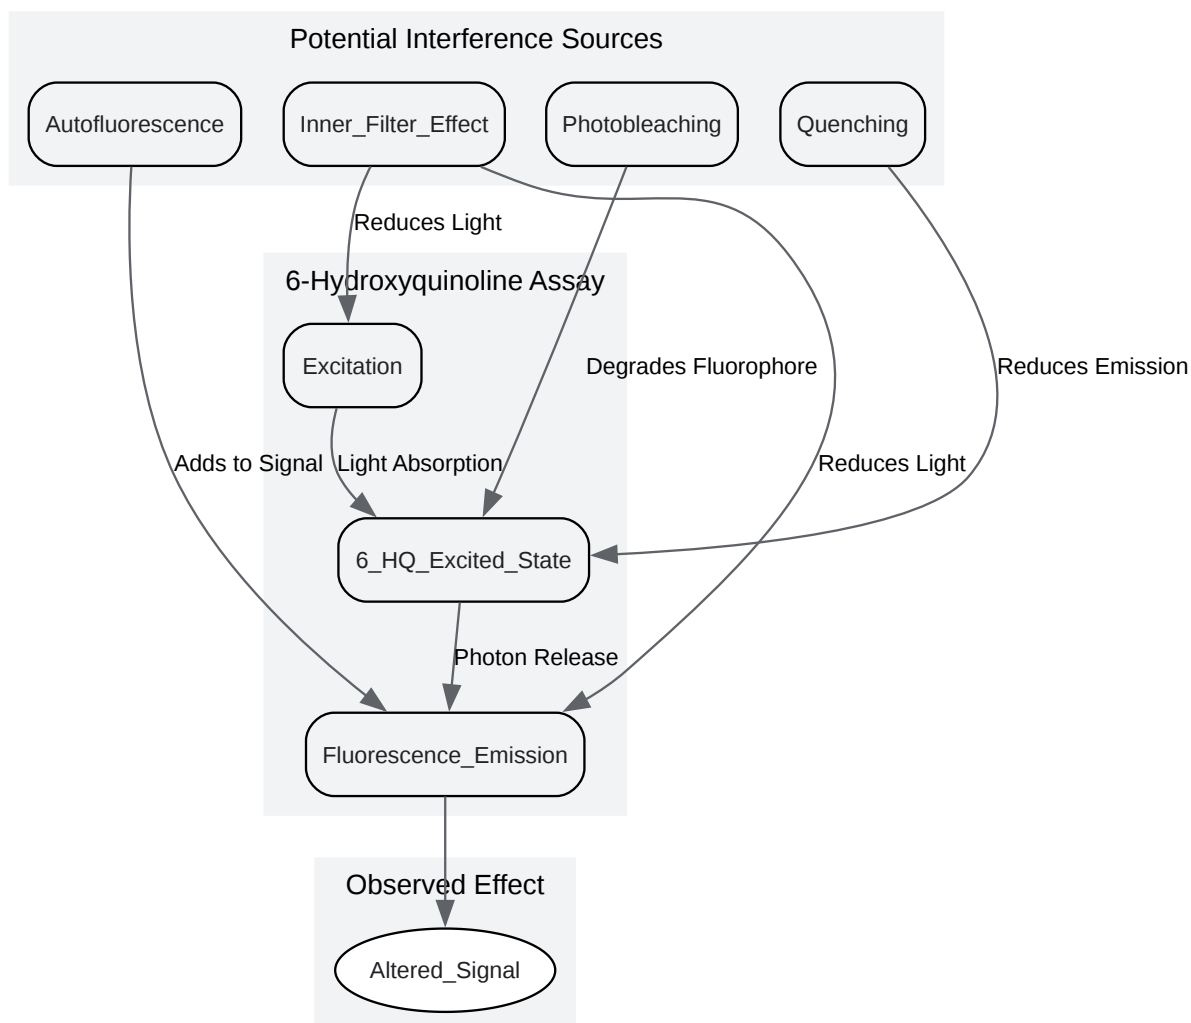 Potential Interference Sources
Autofluorescence
Inner_Filter_Effect
Photobleaching
Quenching
Reduces Light
6-Hydroxyquinoline Assay
Excitation
Degrades Fluorophore
Reduces Emission
Adds to Signal
Light Absorption
Reduces Light
6_HQ_Excited_State
Photon Release
Fluorescence_Emission
Observed Effect
Altered_Signal